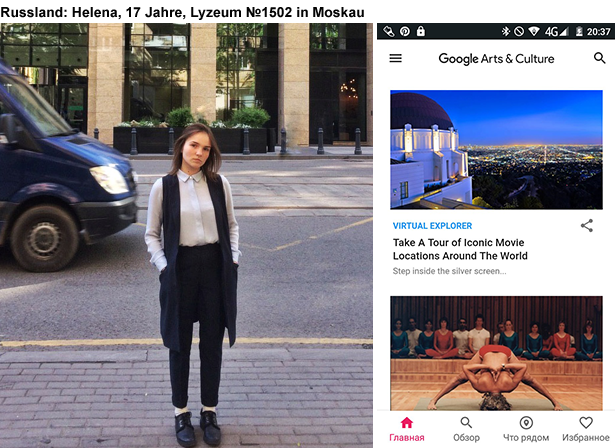 Russland: Helena, 17 Jahre, Lyzeum №1502 in Moskau
4G 20:37
Google Arts & Culture
VIRTUAL EXPLORER
Take A Tour of Iconic Movie
Locations Around The World
Step inside the silver screen...
Главная Обзор Что рядом Избранное